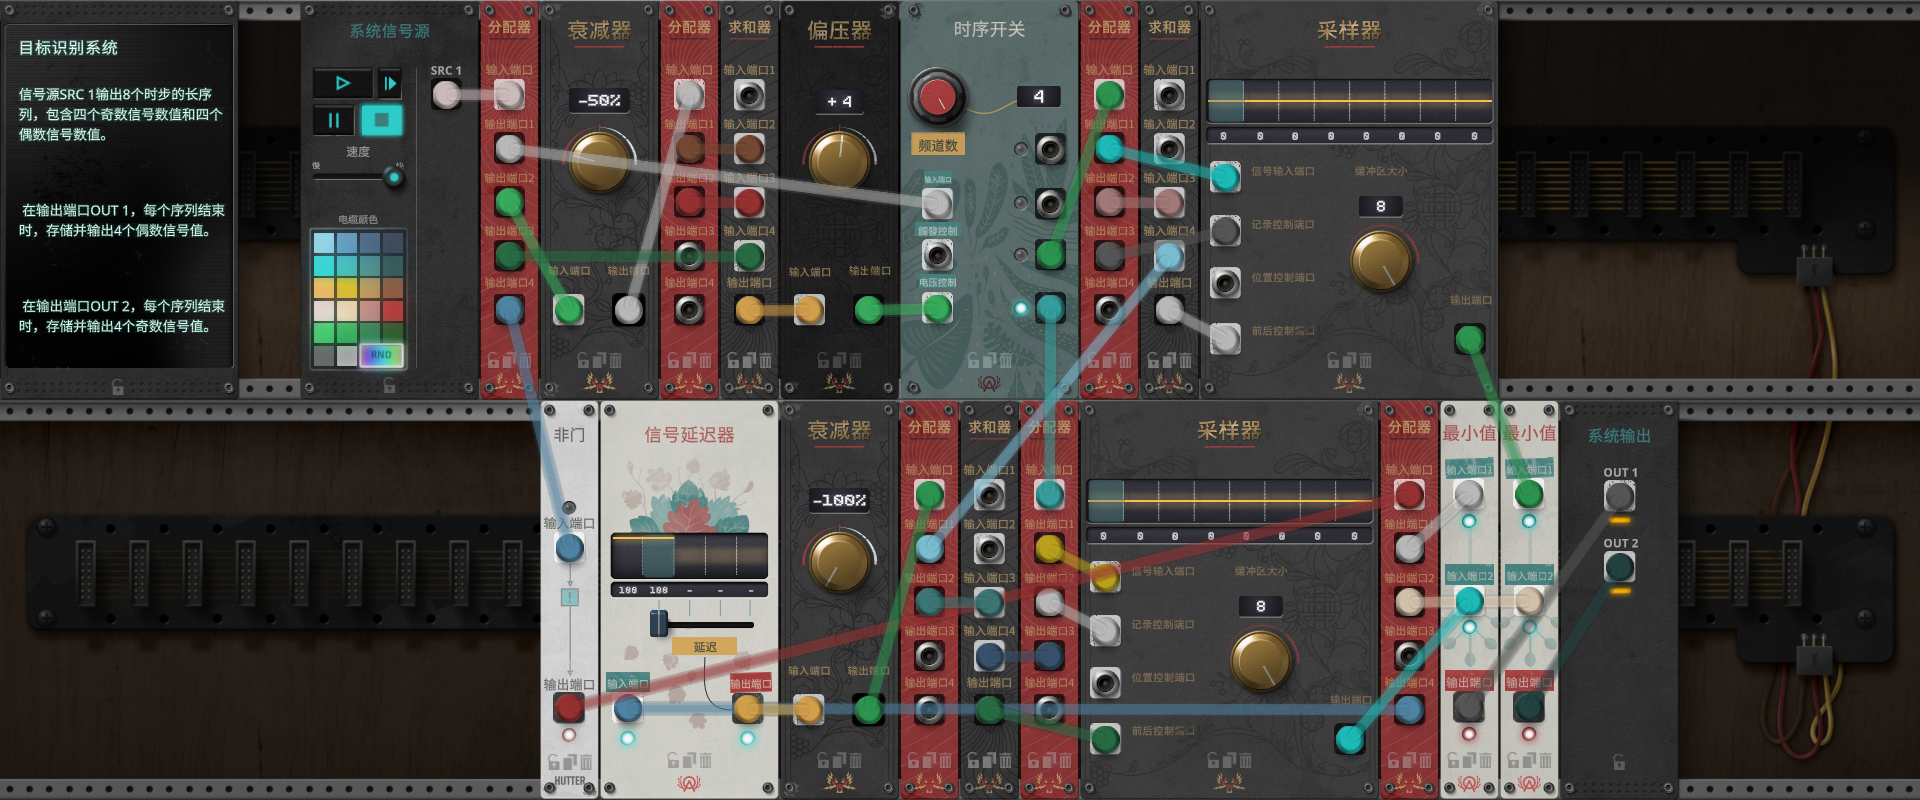 目标识别系统
信号源SRC 1输出8个时步的长序
列，包含四个奇数信号数值和四个
偶数信号数值。
在输出端口OUT 1，每个序列结束
时，存储并输出4个偶数信号值。
在输出端口OUT 2，每个序列结束
时，存储并输出4个奇数信号值。
系统信号源
SRC 1
速度
慢
电缆颜色
RND
分配器
输入端口
输出端口1
输出端口2
输出端口3
输出端口4
衰减器
-50%
输入端口
输出端口
分配器
输入端口
输出端口1
输出端口2
输出端口3
输出端口4
求和器
输入端口1
输入端口2
输入端口3
输入端口4
输出端口
偏压器
+ 4
输入端口
输出端口
时序开关
4
频道数
输入端口
触發控制
电压控制
分配器
输入端口
输出端口1
输出端口2
输出端口3
输出端口4
求和器
输入端口1
输入端口2
输入端口3
输入端口4
输出端口
采样器
0 0 0 0 0 0 0 0
信号输入端口
缓冲区大小
8
记录控制端口
位置控制端口
输出端口
前后控制端口
非门
输入端口
!
输出端口
HUTTER
信号延迟器
100 100 - - -
延迟
输入端口
输出端口
衰减器
-100%
输入端口
输出端口
分配器
输入端口
输出端口1
输出端口2
输出端口3
输出端口4
求和器
输入端口1
输入端口2
输入端口3
输入端口4
输出端口
分配器
输入端口
输出端口1
输出端口2
输出端口3
输出端口4
采样器
0 0 0 0 0 0 0 0
信号输入端口
缓冲区大小
8
记录控制端口
位置控制端口
输出端口
前后控制端口
分配器
输入端口
输出端口1
输出端口2
输出端口3
输出端口4
最小值
输入端口1
输入端口2
输出端口
最小值
输入端口1
输入端口2
输出端口
系统输出
OUT 1
OUT 2